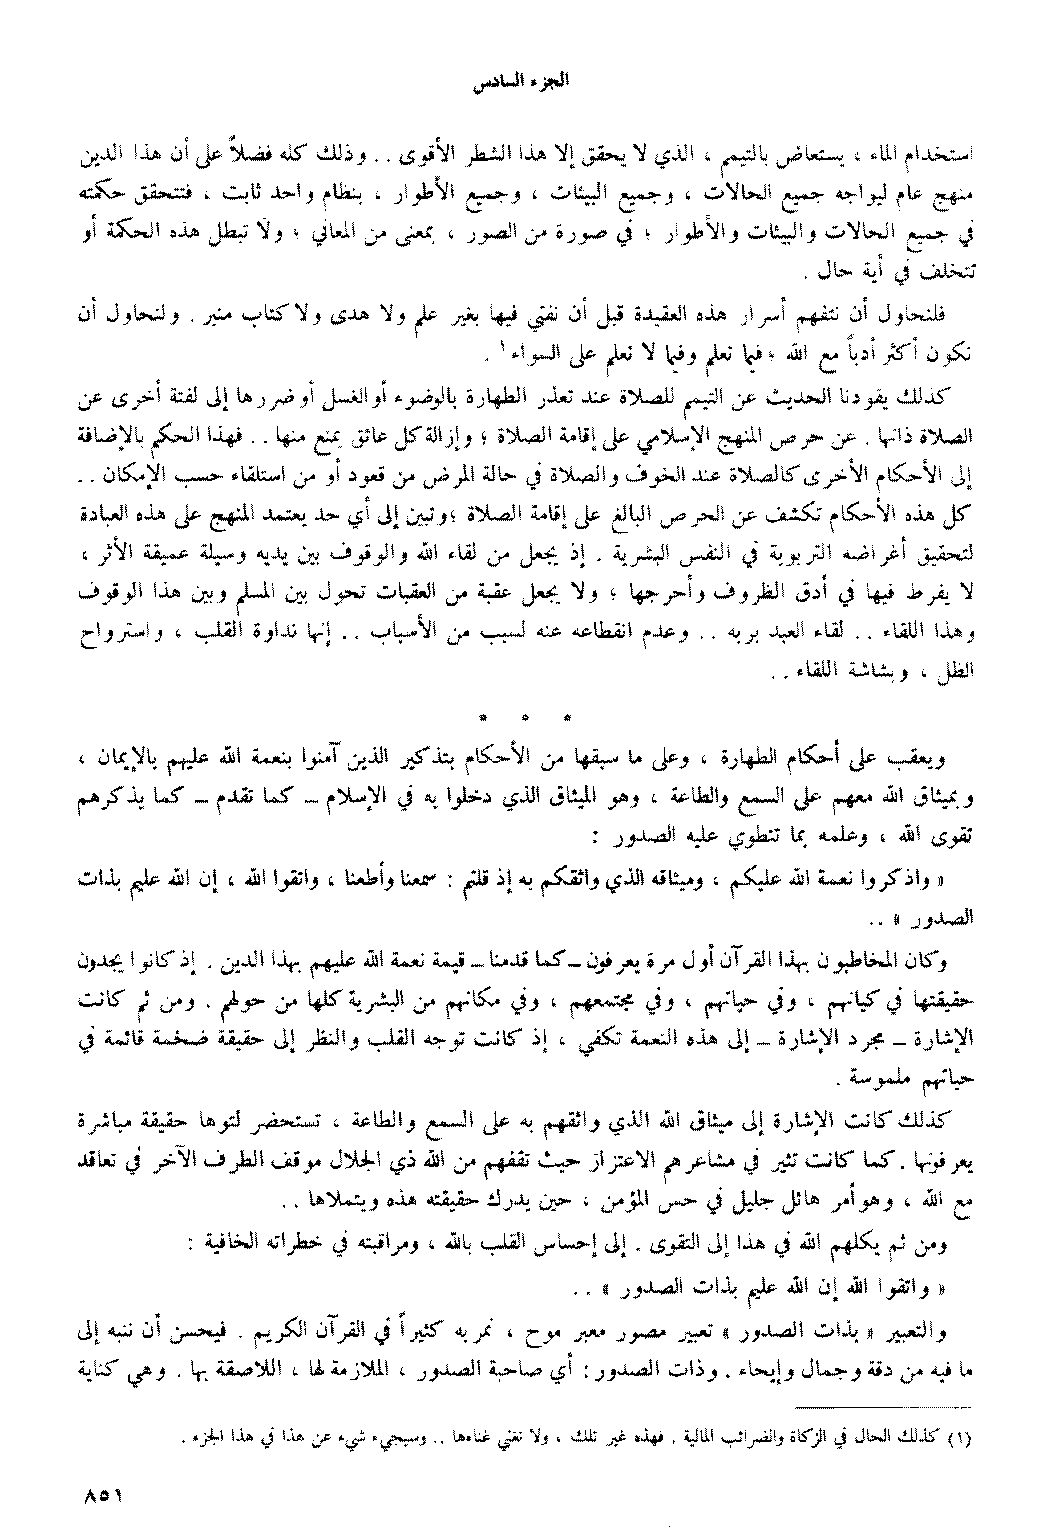 الجزء السادس
استخدام الماء ، يستعاض بالتيمم ، الذي لا يحقق إلا هذا الشطر الأقوى .. وذلك كله فضلاً على أن هذا الدين
منهج عام ليواجه جميع الحالات ، وجميع البيئات ، وجميع الأطوار ، بنظام واحد ثابت ، فتتحقق حكمته
في جميع الحالات والبيئات والأطوار ؛ في صورة من الصور ، بمعنى من المعاني ؛ ولا تبطل هذه الحكمة أو
تتخلف في أية حال .
فلنحاول أن نتفهم أسرار هذه العقيدة قبل أن نفتي فيها بغير علم ولا هدى ولا كتاب منير . ولنحاول أن
نكون أكثر أدباً مع الله ؛ فيما نعلم وفيما لا نعلم على السواء ١ .
كذلك يقودنا الحديث عن التيمم للصلاة عند تعذر الطهارة بالوضوء أو الغسل أو ضررها إلى لفتة أخرى عن
الصلاة ذاتها . عن حرص المنهج الإسلامي على إقامة الصلاة ؛ وإزالة كل عائق يمنع منها .. فهذا الحكم بالإضافة
إلى الأحكام الأخرى كالصلاة عند الخوف والصلاة في حالة المرض من قعود أو من استلقاء حسب الإمكان ..
كل هذه الأحكام تكشف عن الحرص البالغ على إقامة الصلاة ؛ وتبين إلى أي حد يعتمد المنهج على هذه العبادة
لتحقيق أغراضه التربوية في النفس البشرية . إذ يجعل من لقاء الله والوقوف بين يديه وسيلة عميقة الأثر ،
لا يفرط فيها في أدق الظروف وأحرجها ؛ ولا يجعل عقبة من العقبات تحول بين المسلم وبين هذا الوقوف
وهذا اللقاء .. لقاء العبد بربه .. وعدم انقطاعه عنه لسبب من الأسباب .. إنها نداوة القلب ، واسترواح
الظل ، وبشاشة اللقاء ..
* * *
ويعقب على أحكام الطهارة ، وعلى ما سبقها من الأحكام بتذكير الذين آمنوا بنعمة الله عليهم بالإيمان ،
وبميثاق الله معهم على السمع والطاعة ، وهو الميثاق الذي دخلوا به في الإسلام – كما تقدم – كما يذكرهم
تقوى الله ، وعلمه بما تنطوي عليه الصدور :
« واذكروا نعمة الله عليكم ، وميثاقه الذي واثقكم به إذ قلتم : سمعنا وأطعنا ، واتقوا الله ، إن الله عليم بذات
الصدور » ..
وكان المخاطبون بهذا القرآن أول مرة يعرفون – كما قدمنا – قيمة نعمة الله عليهم بهذا الدين . إذ كانوا يجدون
حقيقتها في كيانهم ، وفي حياتهم ، وفي مجتمعهم ، وفي مكانهم من البشرية كلها من حولهم . ومن ثم كانت
الإشارة – مجرد الإشارة – إلى هذه النعمة تكفي ، إذ كانت توجه القلب والنظر إلى حقيقة ضخمة قائمة في
حياتهم ملموسة .
كذلك كانت الإشارة إلى ميثاق الله الذي واثقهم به على السمع والطاعة ، تستحضر لتوها حقيقة مباشرة
يعرفونها . كما كانت تثير في مشاعرهم الاعتزاز حيث تقفهم من الله ذي الجلال موقف الطرف الآخر في تعاقد
مع الله ، وهو أمر هائل جليل في حس المؤمن ، حين يدرك حقيقته هذه ويتملاها ..
ومن ثم يكلهم الله في هذا إلى التقوى . إلى إحساس القلب بالله ، ومراقبته في خطراته الخافية :
« واتقوا الله إن الله عليم بذات الصدور » ..
والتعبير « بذات الصدور » تعبير مصور معبر موح ، نمر به كثيراً في القرآن الكريم . فيحسن أن ننبه إلى
ما فيه من دقة وجمال وإيحاء . وذات الصدور : أي صاحبة الصدور ، الملازمة لها ، اللاصقة بها . وهي كناية
(١) كذلك الحال في الزكاة والضرائب المالية . فهذه غير تلك ، ولا تغني غناءها .. وسيجيء شيء عن هذا في هذا الجزء .
٨٥١